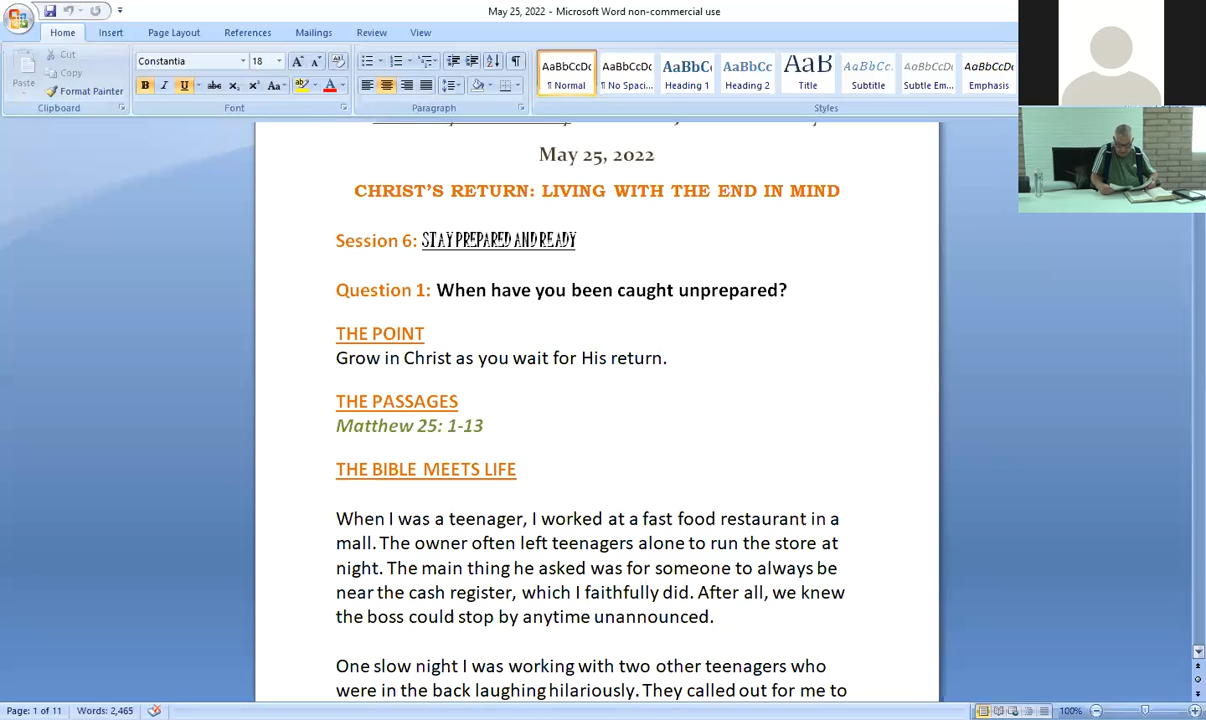 May 25, 2022 - Microsoft Word non-commercial use
Home Insert Page Layout References Mailings Review View
Cut
Copy
Paste
Format Painter
Clipboard
Constantia 18
Font
Paragraph
AaBbCcDc AaBbCcDc AaBbCc AaBbCc AaB AaBbCc. AaBbCcDc AaBbCcDc
¶ Normal ¶ No Spaci... Heading 1 Heading 2 Title Subtitle Subtle Em... Emphasis
Styles
May 25, 2022
CHRIST'S RETURN: LIVING WITH THE END IN MIND
Session 6: STAY PREPARED AND READY
Question 1: When have you been caught unprepared?
THE POINT
Grow in Christ as you wait for His return.
THE PASSAGES
Matthew 25: 1-13
THE BIBLE MEETS LIFE
When I was a teenager, I worked at a fast food restaurant in a
mall. The owner often left teenagers alone to run the store at
night. The main thing he asked was for someone to always be
near the cash register, which I faithfully did. After all, we knew
the boss could stop by anytime unannounced.
One slow night I was working with two other teenagers who
were in the back laughing hilariously. They called out for me to
Page: 1 of 11 Words: 2,465 100%